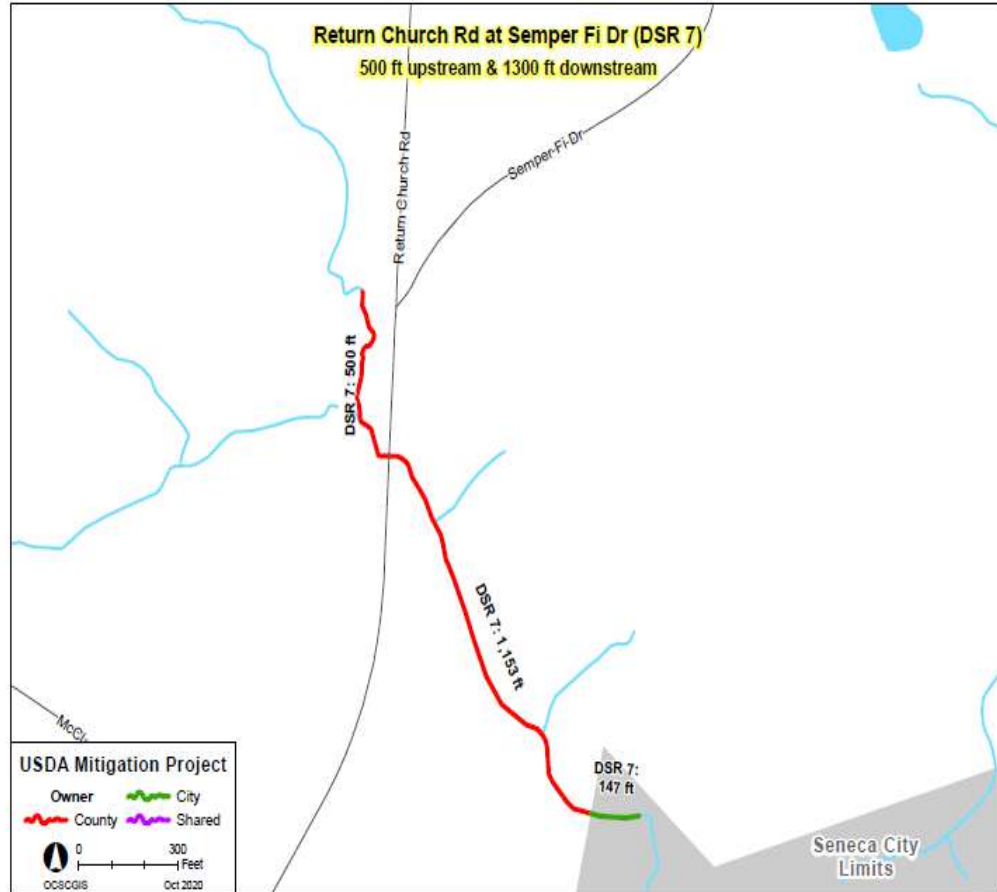 Return Church Rd at Semper Fi Dr (DSR 7)
500 ft upstream & 1300 ft downstream
Return-Church-Rd
Semper-Fi-Dr
DSR 7: 500 ft
DSR 7: 1,153 ft
DSR 7:
147 ft
McCl
Seneca City
Limits
USDA Mitigation Project
Owner
City
County
Shared
0
300
Feet
OCSCGIS
Oct 2020